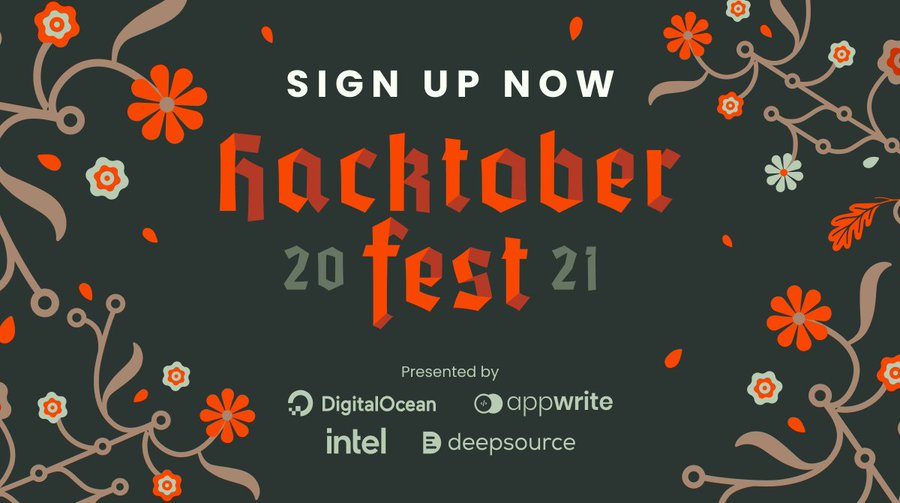 SIGN UP NOW
hacktober
20 fest 21
Presented by
DigitalOcean appwrite
intel deepsource